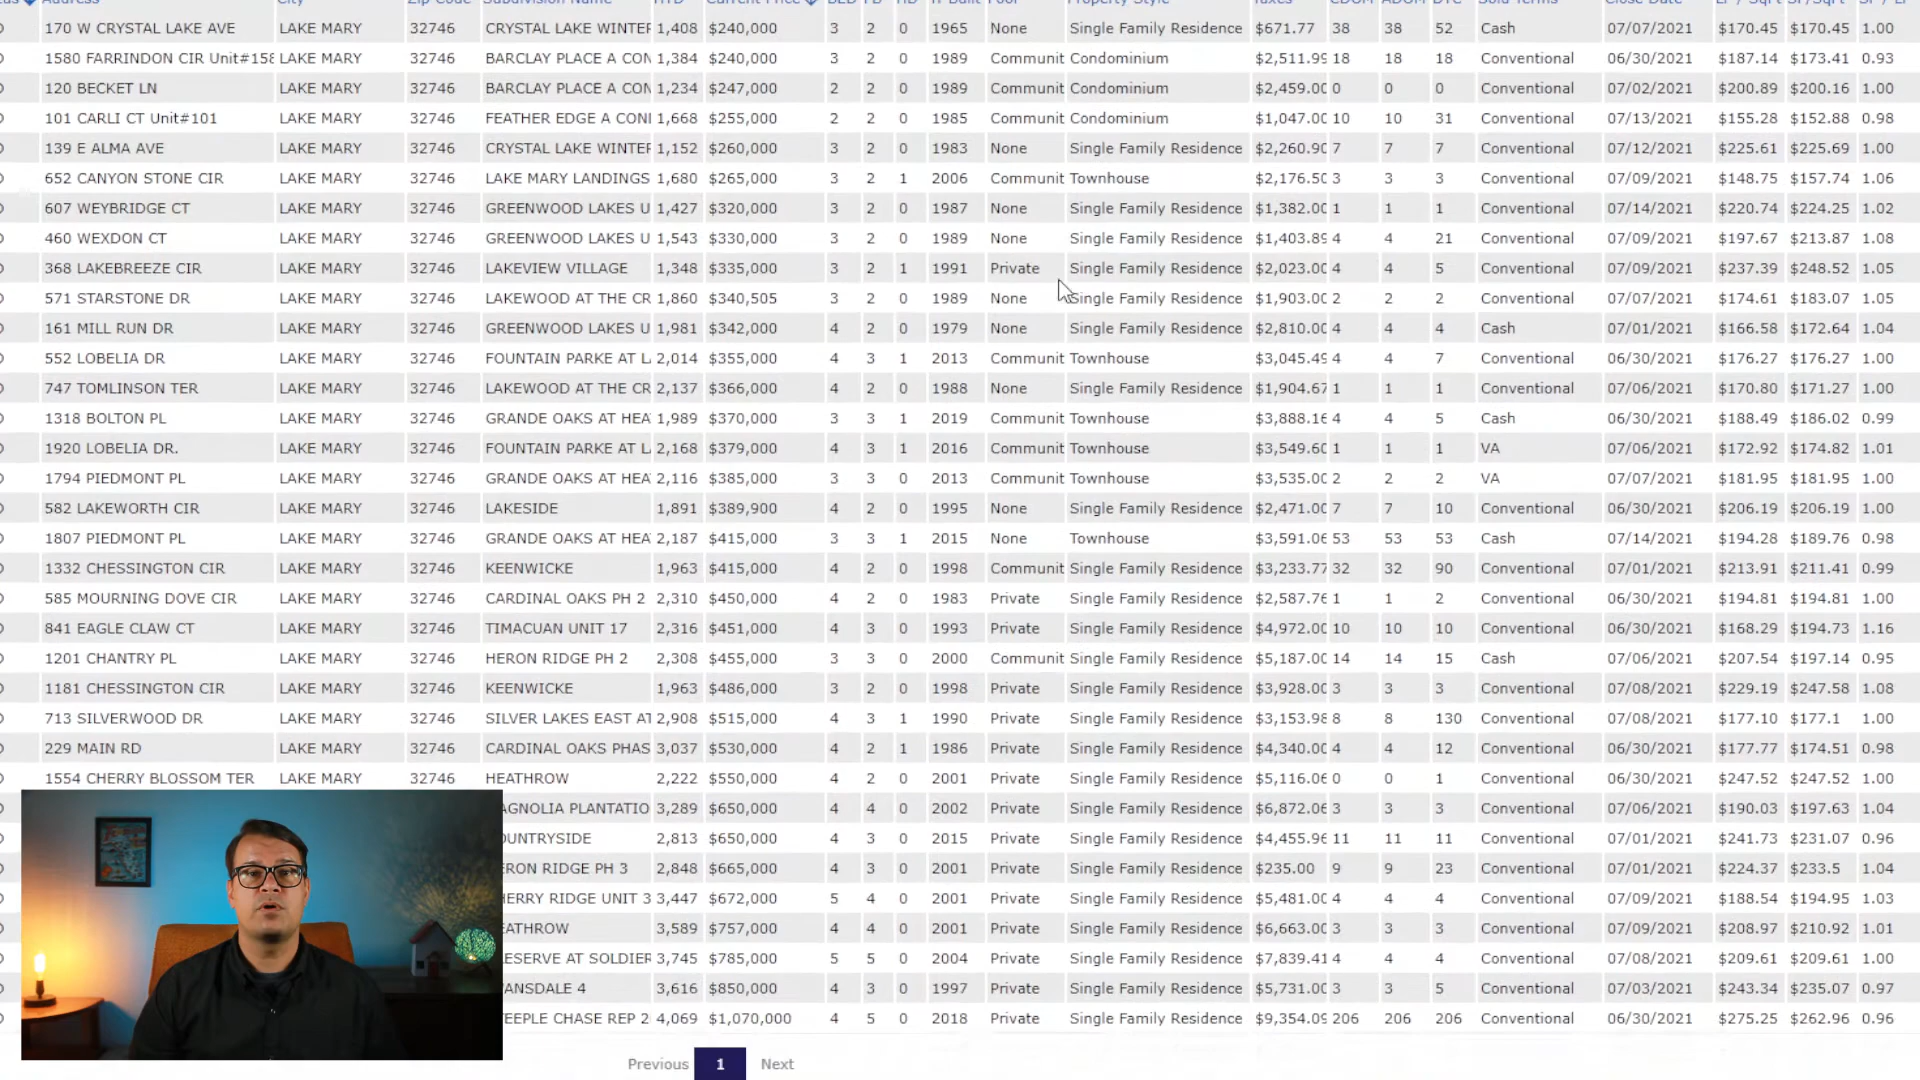 Address City Zip Code Subdivision Name HTD Current Price BED FB HB Yr Built Pool Property Style Taxes CDOM ADOM DTC Sold Terms Close Date LP / SqFt SP/SqFt SP / LP
170 W CRYSTAL LAKE AVE LAKE MARY 32746 CRYSTAL LAKE WINTER 1,408 $240,000 3 2 0 1965 None Single Family Residence $671.77 38 38 52 Cash 07/07/2021 $170.45 $170.45 1.00
1580 FARRINDON CIR Unit#158 LAKE MARY 32746 BARCLAY PLACE A CON 1,384 $240,000 3 2 0 1989 Communit Condominium $2,511.99 18 18 18 Conventional 06/30/2021 $187.14 $173.41 0.93
120 BECKET LN LAKE MARY 32746 BARCLAY PLACE A CON 1,234 $247,000 2 2 0 1989 Communit Condominium $2,459.00 0 0 0 Conventional 07/02/2021 $200.89 $200.16 1.00
101 CARLI CT Unit#101 LAKE MARY 32746 FEATHER EDGE A CON 1,668 $255,000 2 2 0 1985 Communit Condominium $1,047.00 10 10 31 Conventional 07/13/2021 $155.28 $152.88 0.98
139 E ALMA AVE LAKE MARY 32746 CRYSTAL LAKE WINTER 1,152 $260,000 3 2 0 1983 None Single Family Residence $2,260.90 7 7 7 Conventional 07/12/2021 $225.61 $225.69 1.00
652 CANYON STONE CIR LAKE MARY 32746 LAKE MARY LANDINGS 1,680 $265,000 3 2 1 2006 Communit Townhouse $2,176.50 3 3 3 Conventional 07/09/2021 $148.75 $157.74 1.06
607 WEYBRIDGE CT LAKE MARY 32746 GREENWOOD LAKES U 1,427 $320,000 3 2 0 1987 None Single Family Residence $1,382.00 1 1 1 Conventional 07/14/2021 $220.74 $224.25 1.02
460 WEXDON CT LAKE MARY 32746 GREENWOOD LAKES U 1,543 $330,000 3 2 0 1989 None Single Family Residence $1,403.89 4 4 21 Conventional 07/09/2021 $197.67 $213.87 1.08
368 LAKEBREEZE CIR LAKE MARY 32746 LAKEVIEW VILLAGE 1,348 $335,000 3 2 1 1991 Private Single Family Residence $2,023.00 4 4 5 Conventional 07/09/2021 $237.39 $248.52 1.05
571 STARSTONE DR LAKE MARY 32746 LAKEWOOD AT THE CR 1,860 $340,505 3 2 0 1989 None Single Family Residence $1,903.00 2 2 2 Conventional 07/07/2021 $174.61 $183.07 1.05
161 MILL RUN DR LAKE MARY 32746 GREENWOOD LAKES U 1,981 $342,000 4 2 0 1979 None Single Family Residence $2,810.00 4 4 4 Cash 07/01/2021 $166.58 $172.64 1.04
552 LOBELIA DR LAKE MARY 32746 FOUNTAIN PARKE AT L 2,014 $355,000 4 3 1 2013 Communit Townhouse $3,045.49 4 4 7 Conventional 06/30/2021 $176.27 $176.27 1.00
747 TOMLINSON TER LAKE MARY 32746 LAKEWOOD AT THE CR 2,137 $366,000 4 2 0 1988 None Single Family Residence $1,904.67 1 1 1 Conventional 07/06/2021 $170.80 $171.27 1.00
1318 BOLTON PL LAKE MARY 32746 GRANDE OAKS AT HEA 1,989 $370,000 3 3 1 2019 Communit Townhouse $3,888.16 4 4 5 Cash 06/30/2021 $188.49 $186.02 0.99
1920 LOBELIA DR. LAKE MARY 32746 FOUNTAIN PARKE AT L 2,168 $379,000 4 3 1 2016 Communit Townhouse $3,549.60 1 1 1 VA 07/06/2021 $172.92 $174.82 1.01
1794 PIEDMONT PL LAKE MARY 32746 GRANDE OAKS AT HEA 2,116 $385,000 3 3 0 2013 Communit Townhouse $3,535.00 2 2 2 VA 07/07/2021 $181.95 $181.95 1.00
582 LAKEWORTH CIR LAKE MARY 32746 LAKESIDE 1,891 $389,900 4 2 0 1995 None Single Family Residence $2,471.00 7 7 10 Conventional 06/30/2021 $206.19 $206.19 1.00
1807 PIEDMONT PL LAKE MARY 32746 GRANDE OAKS AT HEA 2,187 $415,000 3 3 1 2015 None Townhouse $3,591.06 53 53 53 Cash 07/14/2021 $194.28 $189.76 0.98
1332 CHESSINGTON CIR LAKE MARY 32746 KEENWICKE 1,963 $415,000 4 2 0 1998 Communit Single Family Residence $3,233.77 32 32 90 Conventional 07/01/2021 $213.91 $211.41 0.99
585 MOURNING DOVE CIR LAKE MARY 32746 CARDINAL OAKS PH 2 2,310 $450,000 4 2 0 1983 Private Single Family Residence $2,587.76 1 1 2 Conventional 06/30/2021 $194.81 $194.81 1.00
841 EAGLE CLAW CT LAKE MARY 32746 TIMACUAN UNIT 17 2,316 $451,000 4 3 0 1993 Private Single Family Residence $4,972.00 10 10 10 Conventional 06/30/2021 $168.29 $194.73 1.16
1201 CHANTRY PL LAKE MARY 32746 HERON RIDGE PH 2 2,308 $455,000 3 3 0 2000 Communit Single Family Residence $5,187.00 14 14 15 Cash 07/06/2021 $207.54 $197.14 0.95
1181 CHESSINGTON CIR LAKE MARY 32746 KEENWICKE 1,963 $486,000 3 2 0 1998 Private Single Family Residence $3,928.00 3 3 3 Conventional 07/08/2021 $229.19 $247.58 1.08
713 SILVERWOOD DR LAKE MARY 32746 SILVER LAKES EAST AT 2,908 $515,000 4 3 1 1990 Private Single Family Residence $3,153.98 8 8 130 Conventional 07/08/2021 $177.10 $177.1 1.00
229 MAIN RD LAKE MARY 32746 CARDINAL OAKS PHAS 3,037 $530,000 4 2 1 1986 Private Single Family Residence $4,340.00 4 4 12 Conventional 06/30/2021 $177.77 $174.51 0.98
1554 CHERRY BLOSSOM TER LAKE MARY 32746 HEATHROW 2,222 $550,000 4 2 0 2001 Private Single Family Residence $5,116.06 0 0 1 Conventional 06/30/2021 $247.52 $247.52 1.00
AGNOLIA PLANTATIO 3,289 $650,000 4 4 0 2002 Private Single Family Residence $6,872.06 3 3 3 Conventional 07/06/2021 $190.03 $197.63 1.04
OUNTRYSIDE 2,813 $650,000 4 3 0 2015 Private Single Family Residence $4,455.96 11 11 11 Conventional 07/01/2021 $241.73 $231.07 0.96
ERON RIDGE PH 3 2,848 $665,000 4 3 0 2001 Private Single Family Residence $235.00 9 9 23 Conventional 07/01/2021 $224.37 $233.5 1.04
HERRY RIDGE UNIT 3 3,447 $672,000 5 4 0 2001 Private Single Family Residence $5,481.00 4 4 4 Conventional 07/09/2021 $188.54 $194.95 1.03
EATHROW 3,589 $757,000 4 4 0 2001 Private Single Family Residence $6,663.00 3 3 3 Conventional 07/09/2021 $208.97 $210.92 1.01
ESERVE AT SOLDIER 3,745 $785,000 5 5 0 2004 Private Single Family Residence $7,839.41 4 4 4 Conventional 07/08/2021 $209.61 $209.61 1.00
ANSDALE 4 3,616 $850,000 4 3 0 1997 Private Single Family Residence $5,731.00 3 3 5 Conventional 07/03/2021 $243.34 $235.07 0.97
TEEPLE CHASE REP 2 4,069 $1,070,000 4 5 0 2018 Private Single Family Residence $9,354.09 206 206 206 Conventional 06/30/2021 $275.25 $262.96 0.96
Previous 1 Next